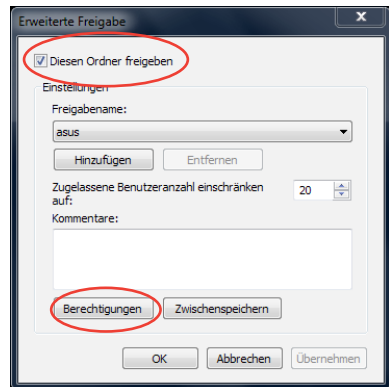 Erweiterte Freigabe
x
Diesen Ordner freigeben
Einstellungen
Freigabename:
asus
Hinzufügen Entfernen
Zugelassene Benutzeranzahl einschränken 20
auf:
Kommentare:
Berechtigungen Zwischenspeichern
OK Abbrechen Übernehmen